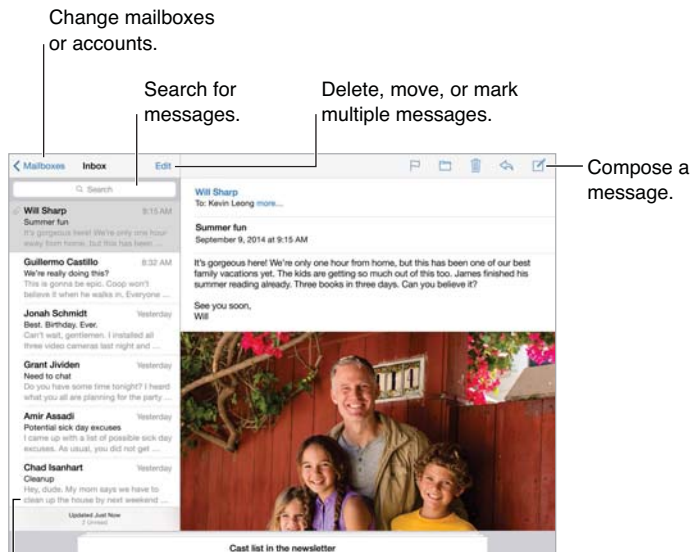 Change mailboxes
or accounts.
Search for
messages.
Delete, move, or mark
multiple messages.
Compose a
message.
Mailboxes Inbox Edit
Search
Will Sharp 9:15 AM
Summer fun
It's gorgeous here! We're only one hour
away from home, but this has been ...
Guillermo Castillo 8:32 AM
We're really doing this?
This is gonna be epic. Coop won't
believe it when he walks in. Everyone ...
Jonah Schmidt Yesterday
Best. Birthday. Ever.
Can't wait, gentlemen. I installed all
three video cameras last night and ...
Grant Jividen Yesterday
Need to chat
Do you have some time tonight? I heard
what you all are planning for the party ...
Amir Assadi Yesterday
Potential sick day excuses
I came up with a list of possible sick day
excuses. As usual, you did not get ...
Chad Isanhart Yesterday
Cleanup
Hey, dude. My mom says we have to
clean up the house by next weekend ...
Updated Just Now
2 Unread
Will Sharp
To: Kevin Leong more...
Summer fun
September 9, 2014 at 9:15 AM
It's gorgeous here! We're only one hour from home, but this has been one of our best
family vacations yet. The kids are getting so much out of this too. James finished his
summer reading already. Three books in three days. Can you believe it?
See you soon,
Will
Cast list in the newsletter